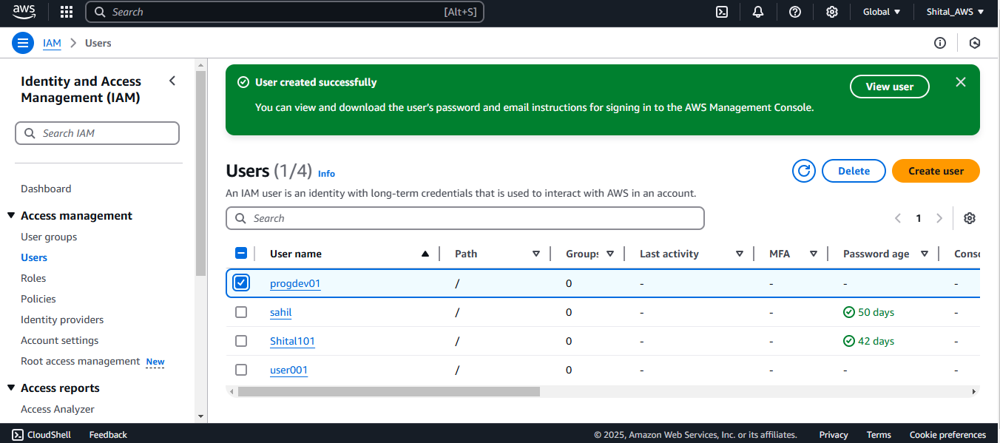 aws Search [Alt+S] Global Shital_AWS
IAM Users
Identity and Access
Management (IAM)
Search IAM
Dashboard
Access management
User groups
Users
Roles
Policies
Identity providers
Account settings
Root access management New
Access reports
Access Analyzer
User created successfully
You can view and download the user's password and email instructions for signing in to the AWS Management Console.
View user
Users (1/4) Info
Delete
Create user
An IAM user is an identity with long-term credentials that is used to interact with AWS in an account.
Search
1
User name Path Groups Last activity MFA Password age Conso
progdev01 / 0 - - - -
sahil / 0 - - 50 days -
Shital101 / 0 - - 42 days -
user001 / 0 - - - -
CloudShell Feedback © 2025, Amazon Web Services, Inc. or its affiliates. Privacy Terms Cookie preferences